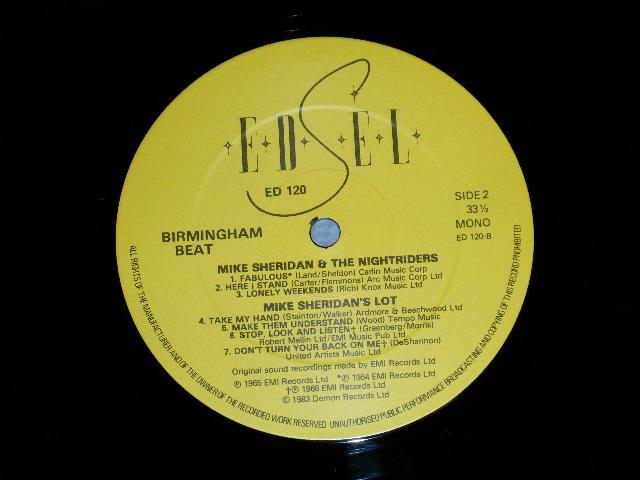 EDSEL
ED 120
SIDE 2
33⅓
MONO
ED 120-B
BIRMINGHAM
BEAT
MIKE SHERIDAN & THE NIGHTRIDERS
1. FABULOUS* (Land/Sheldon) Carlin Music Corp
2. HERE I STAND (Carter/Flemmons) Arc Music Corp Ltd
3. LONELY WEEKENDS (Rich) Knox Music Ltd
MIKE SHERIDAN'S LOT
4. TAKE MY HAND (Stainton/Walker) Ardmore & Beechwood Ltd
5. MAKE THEM UNDERSTAND (Wood) Tempo Music
6. STOP, LOOK AND LISTEN† (Greenberg/Morris)
Robert Mellin Ltd/EMI Music Pub Ltd
7. DON'T TURN YOUR BACK ON ME† (DeShannon)
United Artists Music Ltd
Original sound recordings made by EMI Records Ltd
℗ 1965 EMI Records Ltd *℗ 1964 EMI Records Ltd
†℗ 1966 EMI Records Ltd
© 1983 Demon Records Ltd
ALL RIGHTS OF THE MANUFACTURER AND OF THE OWNER OF THE RECORDED WORK RESERVED UNAUTHORISED PUBLIC PERFORMANCE BROADCASTING AND COPYING OF THIS RECORD PROHIBITED